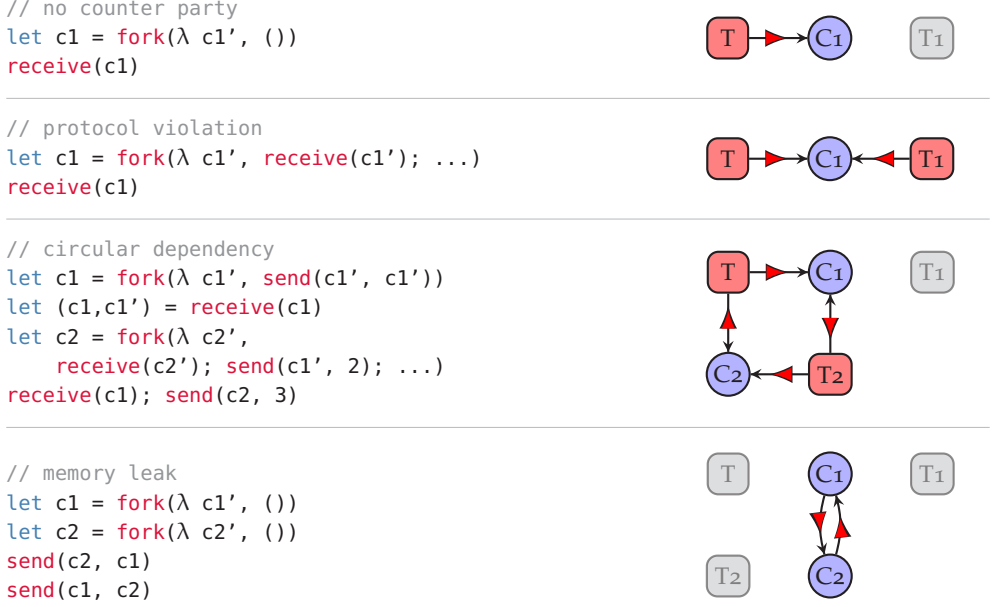 // no counter party
let c1 = fork(λ c1’, ())
receive(c1)
T C1 T1
// protocol violation
let c1 = fork(λ c1’, receive(c1’); ...)
receive(c1)
T C1 T1
// circular dependency
let c1 = fork(λ c1’, send(c1’, c1’))
let (c1,c1’) = receive(c1)
let c2 = fork(λ c2’,
    receive(c2’); send(c1’, 2); ...)
receive(c1); send(c2, 3)
T C1 T1
C2 T2
// memory leak
let c1 = fork(λ c1’, ())
let c2 = fork(λ c2’, ())
send(c2, c1)
send(c1, c2)
T C1 T1
T2 C2